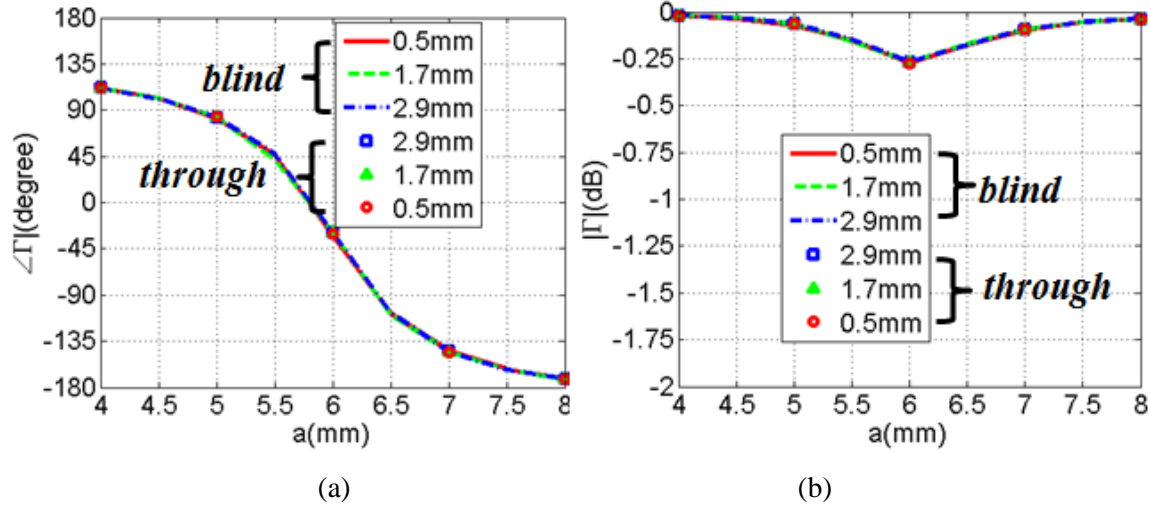 180
135
90
45
0
-45
-90
-135
-180
∠Γ|(degree)
4 4.5 5 5.5 6 6.5 7 7.5 8
a(mm)
blind
through
0.5mm
1.7mm
2.9mm
2.9mm
1.7mm
0.5mm
(a)
0
-0.25
-0.5
-0.75
-1
-1.25
-1.5
-1.75
-2
|Γ|(dB)
4 4.5 5 5.5 6 6.5 7 7.5 8
a(mm)
0.5mm
1.7mm
2.9mm
2.9mm
1.7mm
0.5mm
blind
through
(b)